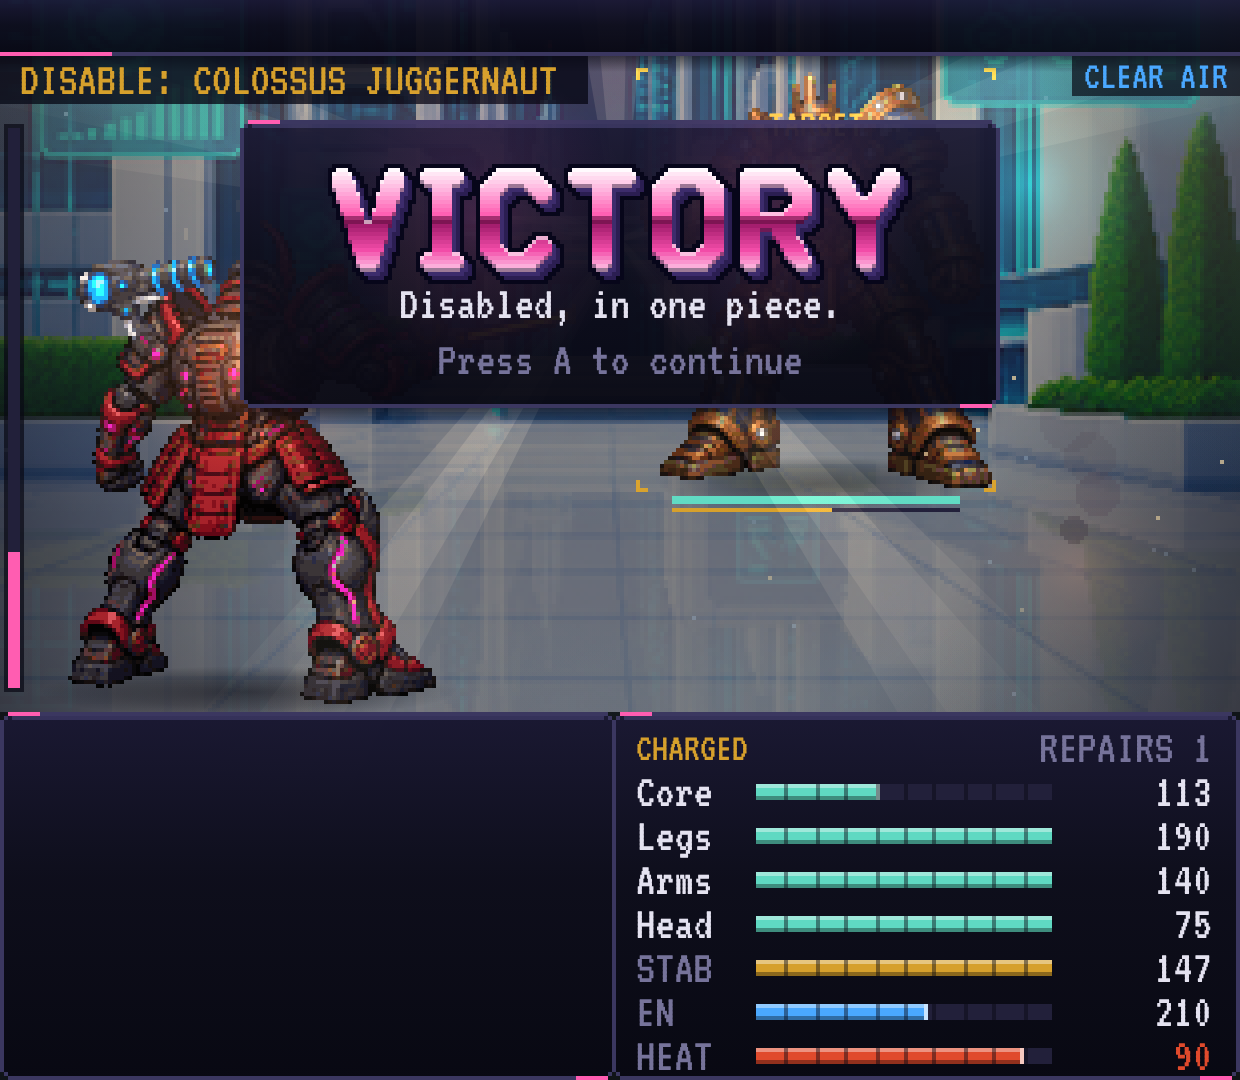 DISABLE: COLOSSUS JUGGERNAUT
CLEAR AIR
TARGET
VICTORY
Disabled, in one piece.
Press A to continue
CHARGED
REPAIRS 1
Core 113
Legs 190
Arms 140
Head 75
STAB 147
EN 210
HEAT 90